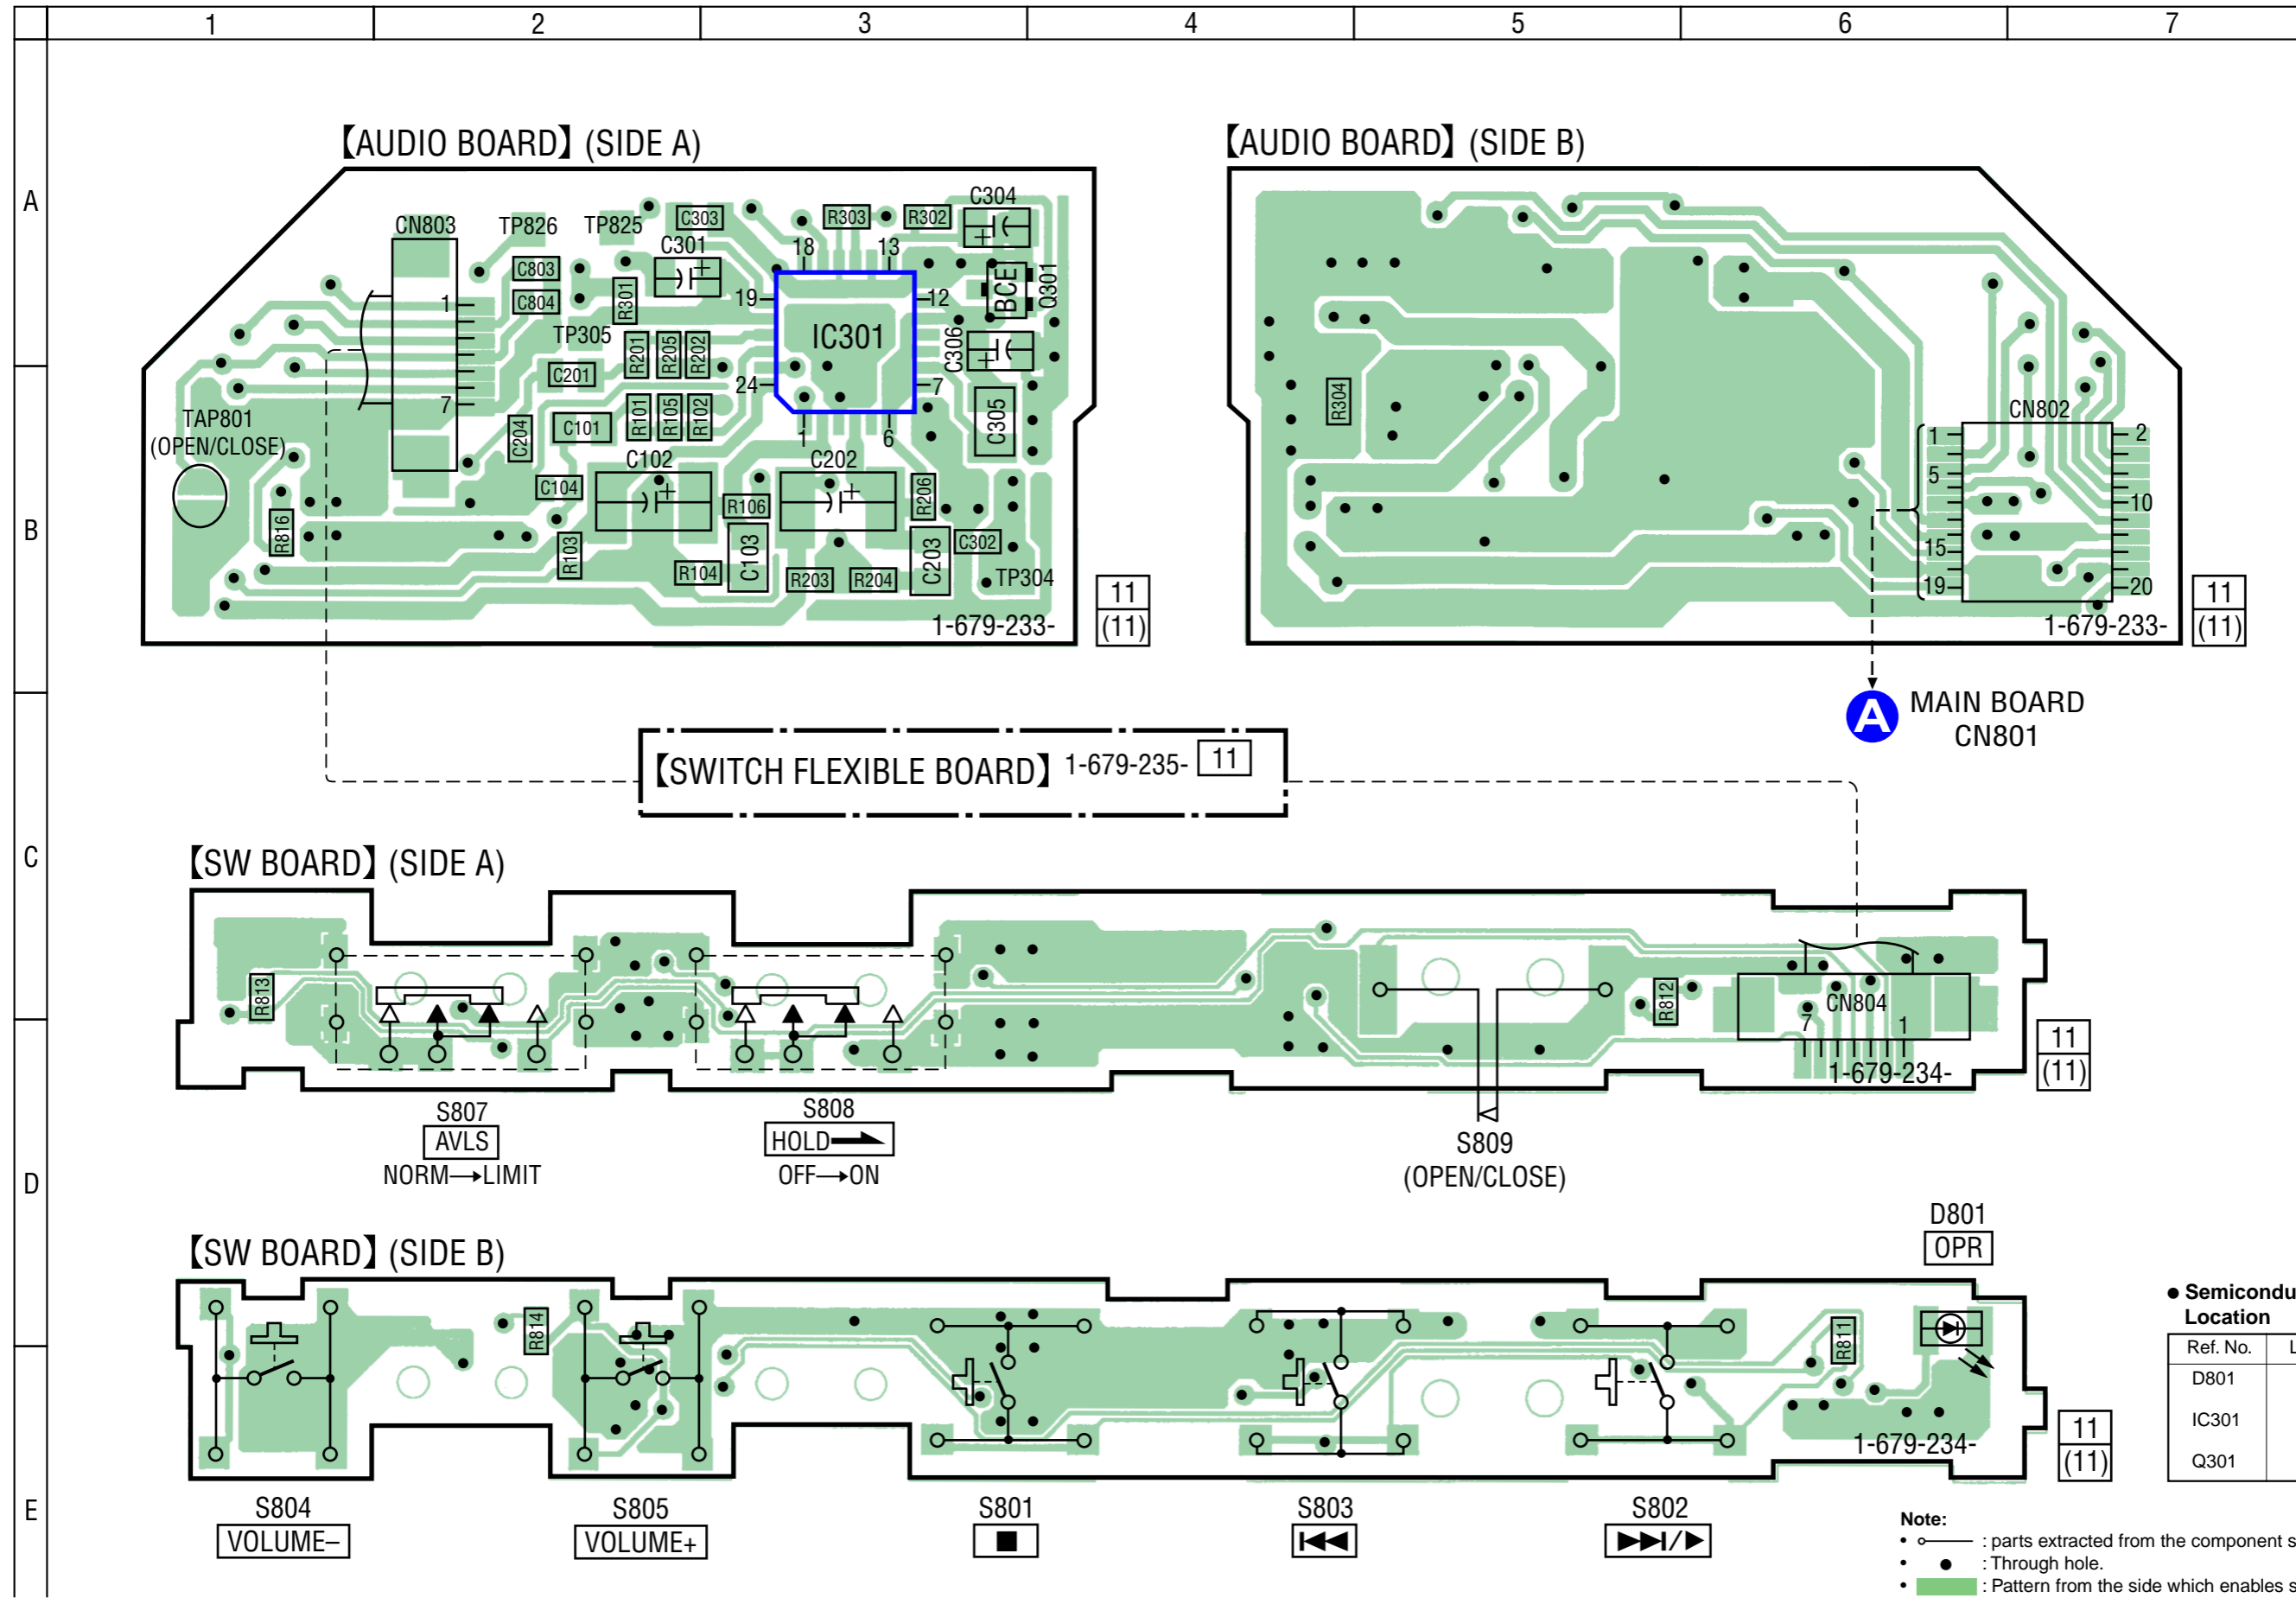 1 2 3 4 5 6 7
A
B
C
D
E
【AUDIO BOARD】 (SIDE A)
CN803
TP826
TP825
C303
R303
R302
C304
C301
18
13
C803
C804
R301
19
12
BCE
Q301
1
TP305
R201
R205
R202
IC301
C306
C201
24
7
7
TAP801
(OPEN/CLOSE)
C204
C101
R101
R105
R102
1
6
C305
C102
C202
C104
R106
R206
R816
R103
C103
C203
C302
R104
R203
R204
TP304
1-679-233-
11
(11)
【AUDIO BOARD】 (SIDE B)
R304
CN802
1
2
5
10
15
19
20
1-679-233-
11
(11)
A MAIN BOARD
CN801
【SWITCH FLEXIBLE BOARD】 1-679-235- 11
【SW BOARD】 (SIDE A)
R813
R812
CN804
7
1
1-679-234-
11
(11)
S807
AVLS
NORM→LIMIT
S808
HOLD
OFF→ON
S809
(OPEN/CLOSE)
【SW BOARD】 (SIDE B)
D801
OPR
R814
R811
1-679-234-
11
(11)
S804
VOLUME–
S805
VOLUME+
S801
■
S803
I◀◀
S802
▶▶I/▶
● Semicondu
Location
Ref. No. L
D801
IC301
Q301
Note:
• : parts extracted from the component s
• ● : Through hole.
• : Pattern from the side which enables s